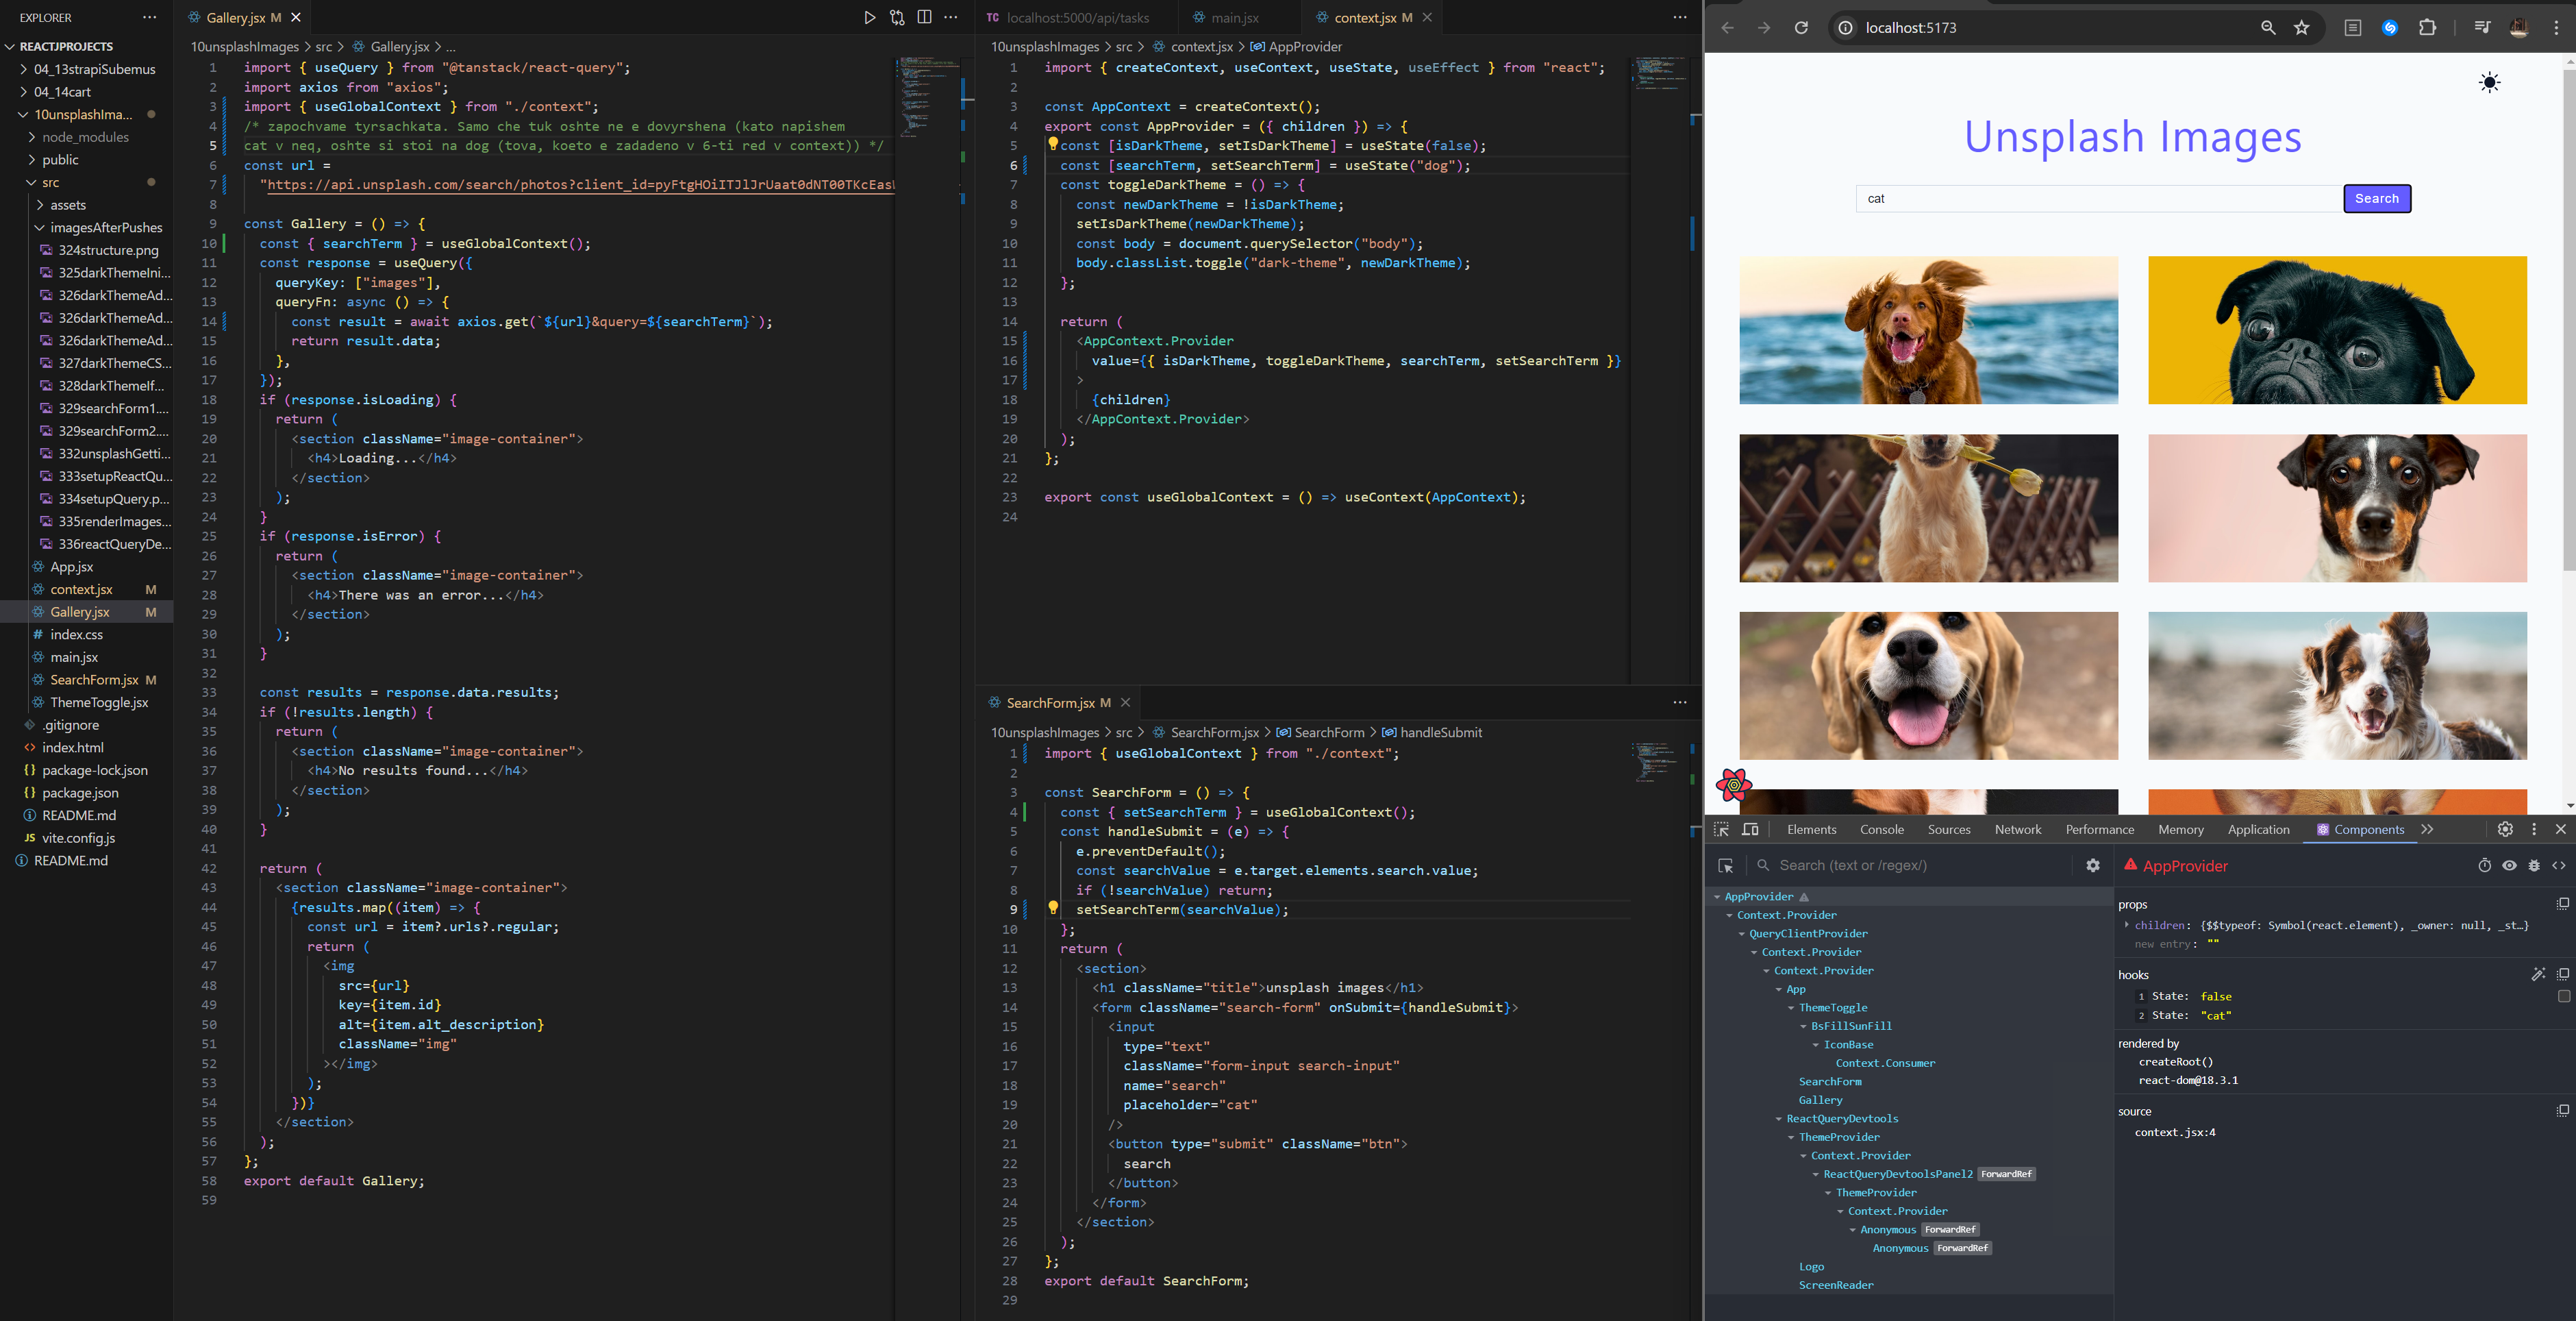 EXPLORER
REACTJPROJECTS
04_13strapiSubemus
04_14cart
10unsplashIma...
node_modules
public
src
assets
imagesAfterPushes
324structure.png
325darkThemeIni...
326darkThemeAd...
326darkThemeAd...
326darkThemeAd...
327darkThemeCS...
328darkThemeIf...
329searchForm1....
329searchForm2....
332unsplashGetti...
333setupReactQu...
334setupQuery.p...
335renderImages...
336reactQueryDe...
App.jsx
context.jsx M
Gallery.jsx M
index.css
main.jsx
SearchForm.jsx M
ThemeToggle.jsx
.gitignore
index.html
package-lock.json
package.json
README.md
vite.config.js
README.md
Gallery.jsx M
10unsplashImages > src > Gallery.jsx > ...
1 import { useQuery } from "@tanstack/react-query";
2 import axios from "axios";
3 import { useGlobalContext } from "./context";
4 /* zapochvame tyrsachkata. Samo che tuk oshte ne e dovyrshena (kato napishem
5 cat v neq, oshte si stoi na dog (tova, koeto e zadadeno v 6-ti red v context)) */
6 const url =
7 "https://api.unsplash.com/search/photos?client_id=
8
9 const Gallery = () => {
10 const { searchTerm } = useGlobalContext();
11 const response = useQuery({
12 queryKey: ["images"],
13 queryFn: async () => {
14 const result = await axios.get(`${url}&query=${searchTerm}`);
15 return result.data;
16 },
17 });
18 if (response.isLoading) {
19 return (
20 <section className="image-container">
21 <h4>Loading...</h4>
22 </section>
23 );
24 }
25 if (response.isError) {
26 return (
27 <section className="image-container">
28 <h4>There was an error...</h4>
29 </section>
30 );
31 }
32
33 const results = response.data.results;
34 if (!results.length) {
35 return (
36 <section className="image-container">
37 <h4>No results found...</h4>
38 </section>
39 );
40 }
41
42 return (
43 <section className="image-container">
44 {results.map((item) => {
45 const url = item?.urls?.regular;
46 return (
47 <img
48 src={url}
49 key={item.id}
50 alt={item.alt_description}
51 className="img"
52 ></img>
53 );
54 })}
55 </section>
56 );
57 };
58 export default Gallery;
59
TC localhost:5000/api/tasks
main.jsx
context.jsx M
10unsplashImages > src > context.jsx > AppProvider
1 import { createContext, useContext, useState, useEffect } from "react";
2
3 const AppContext = createContext();
4 export const AppProvider = ({ children }) => {
5 const [isDarkTheme, setIsDarkTheme] = useState(false);
6 const [searchTerm, setSearchTerm] = useState("dog");
7 const toggleDarkTheme = () => {
8 const newDarkTheme = !isDarkTheme;
9 setIsDarkTheme(newDarkTheme);
10 const body = document.querySelector("body");
11 body.classList.toggle("dark-theme", newDarkTheme);
12 };
13
14 return (
15 <AppContext.Provider
16 value={{ isDarkTheme, toggleDarkTheme, searchTerm, setSearchTerm }}
17 >
18 {children}
19 </AppContext.Provider>
20 );
21 };
22
23 export const useGlobalContext = () => useContext(AppContext);
24
SearchForm.jsx M
10unsplashImages > src > SearchForm.jsx > SearchForm > handleSubmit
1 import { useGlobalContext } from "./context";
2
3 const SearchForm = () => {
4 const { setSearchTerm } = useGlobalContext();
5 const handleSubmit = (e) => {
6 e.preventDefault();
7 const searchValue = e.target.elements.search.value;
8 if (!searchValue) return;
9 setSearchTerm(searchValue);
10 };
11 return (
12 <section>
13 <h1 className="title">unsplash images</h1>
14 <form className="search-form" onSubmit={handleSubmit}>
15 <input
16 type="text"
17 className="form-input search-input"
18 name="search"
19 placeholder="cat"
20 />
21 <button type="submit" className="btn">
22 search
23 </button>
24 </form>
25 </section>
26 );
27 };
28 export default SearchForm;
29
localhost:5173
Unsplash Images
cat
Search
Elements Console Sources Network Performance Memory Application Components
Search (text or /regex/)
AppProvider
Context.Provider
QueryClientProvider
Context.Provider
Context.Provider
App
ThemeToggle
BsFillSunFill
IconBase
Context.Consumer
SearchForm
Gallery
ReactQueryDevtools
ThemeProvider
Context.Provider
ReactQueryDevtoolsPanel2 ForwardRef
ThemeProvider
Context.Provider
Anonymous ForwardRef
Anonymous ForwardRef
Logo
ScreenReader
AppProvider
props
children: {$$typeof: Symbol(react.element), _owner: null, _st…}
new entry: ""
hooks
1 State: false
2 State: "cat"
rendered by
createRoot()
react-dom@18.3.1
source
context.jsx:4